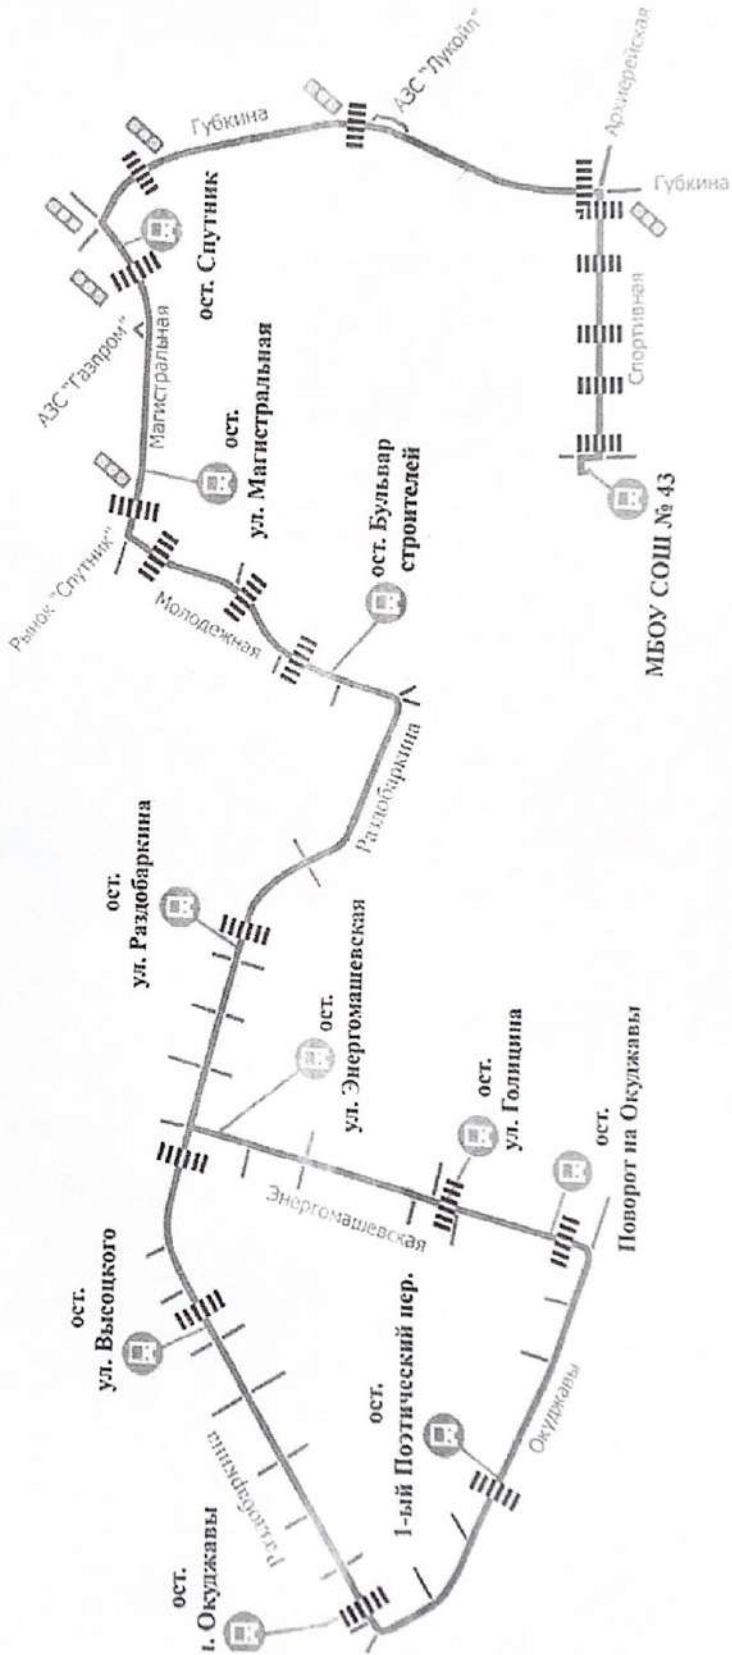 ост.
ул. Окуджавы
Раздобаркина
ост.
ул. Высоцкого
ост.
1-ый Поэтический пер.
Окуджавы
ост.
Поворот на Окуджавы
ост.
ул. Голицина
Энергомашевская
ост.
ул. Энергомашевская
ост.
ул. Раздобаркина
Раздобаркина
ост. Бульвар
строителей
Молодежная
Рынок "Спутник"
ост.
ул. Магистральная
Магистральная
АЗС "Газпром"
ост. Спутник
Губкина
АЗС "Лукойл"
Архиерейская
Губкина
Спортивная
МБОУ СОШ № 43